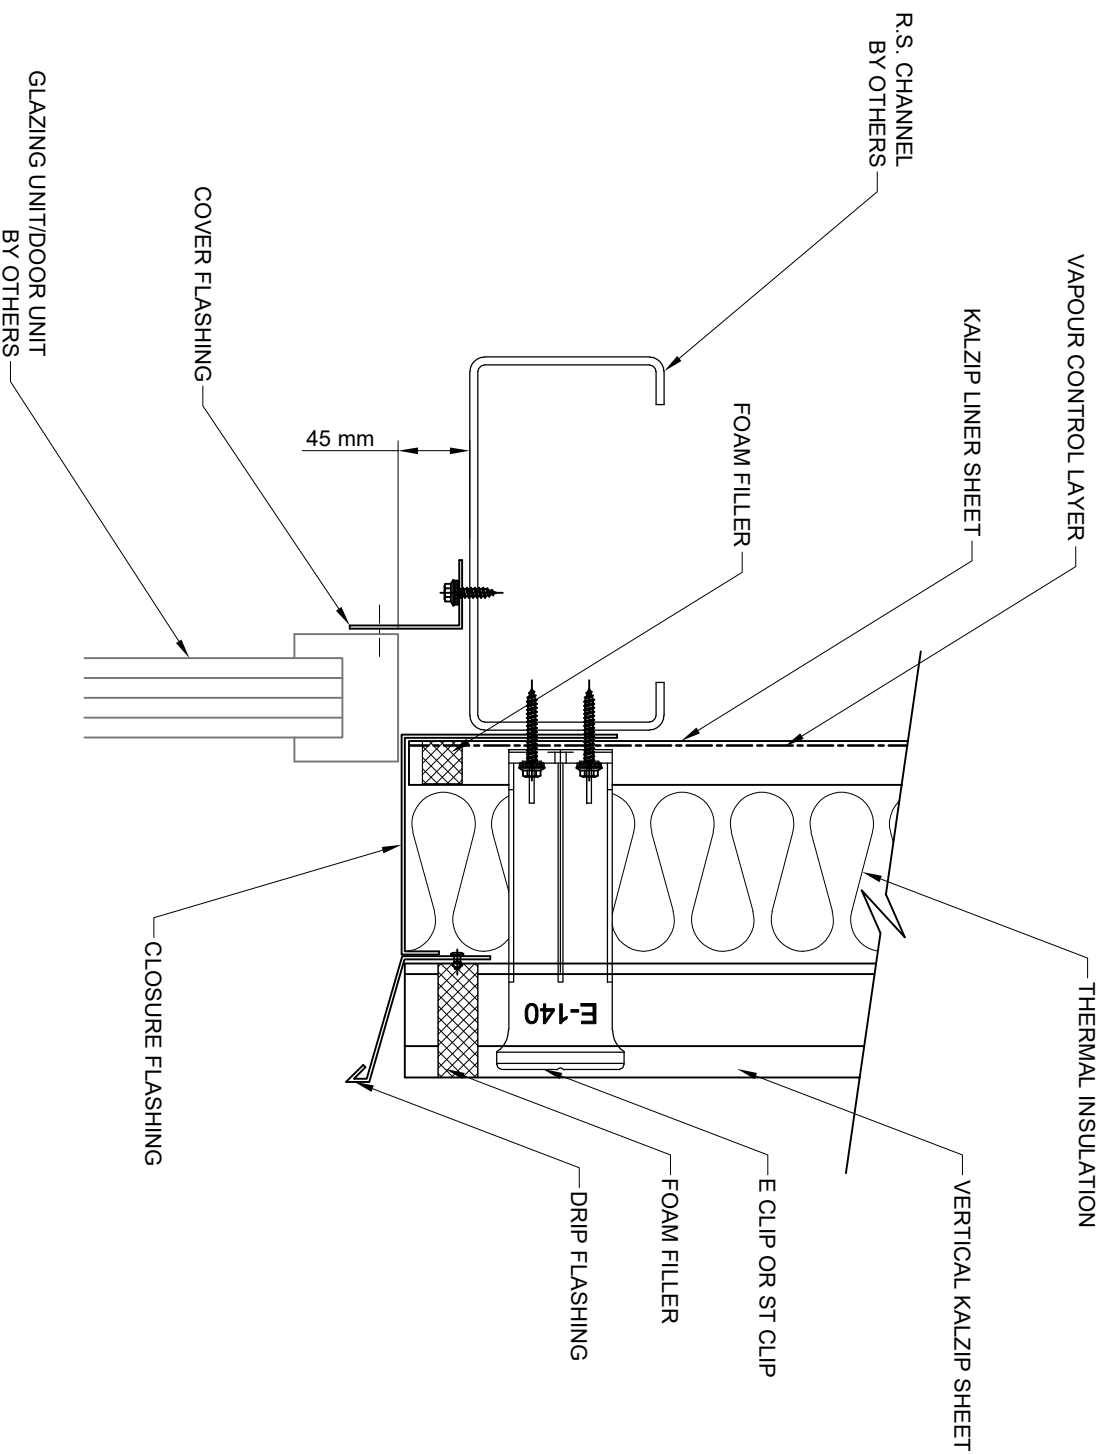 R.S. CHANNEL
BY OTHERS
VAPOUR CONTROL LAYER
KALZIP LINER SHEET
FOAM FILLER
COVER FLASHING
GLAZING UNIT/DOOR UNIT
BY OTHERS
45 mm
THERMAL INSULATION
VERTICAL KALZIP SHEET
E CLIP OR ST CLIP
FOAM FILLER
DRIP FLASHING
CLOSURE FLASHING
E-140